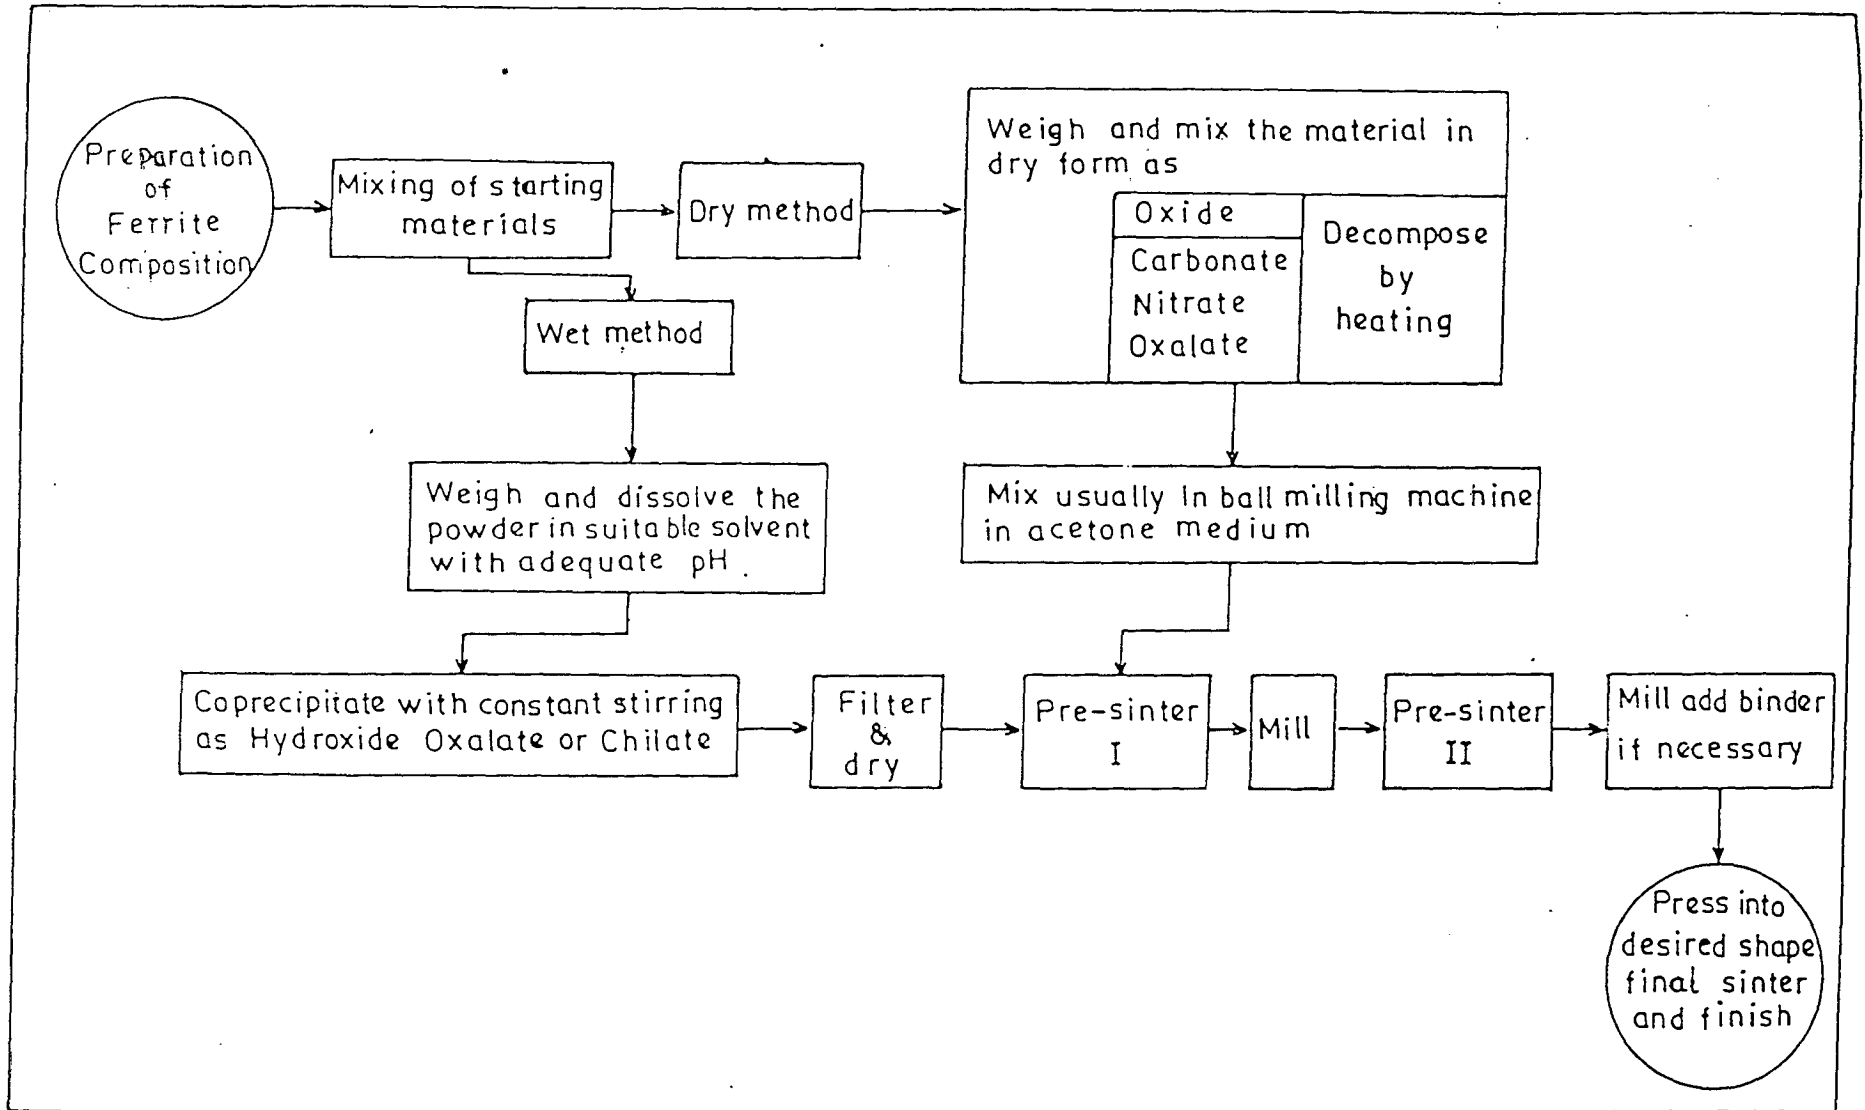 Preparation
of
Ferrite
Composition
Mixing of starting
materials
Dry method
Weigh and mix the material in
dry form as
Oxide
Carbonate
Nitrate
Oxalate
Decompose
by
heating
Wet method
Weigh and dissolve the
powder in suitable solvent
with adequate pH.
Mix usually In ball milling machine
in acetone medium
Coprecipitate with constant stirring
as Hydroxide Oxalate or Chilate
Filter
&
dry
Pre-sinter
I
Mill
Pre-sinter
II
Mill add binder
if necessary
Press into
desired shape
final sinter
and finish